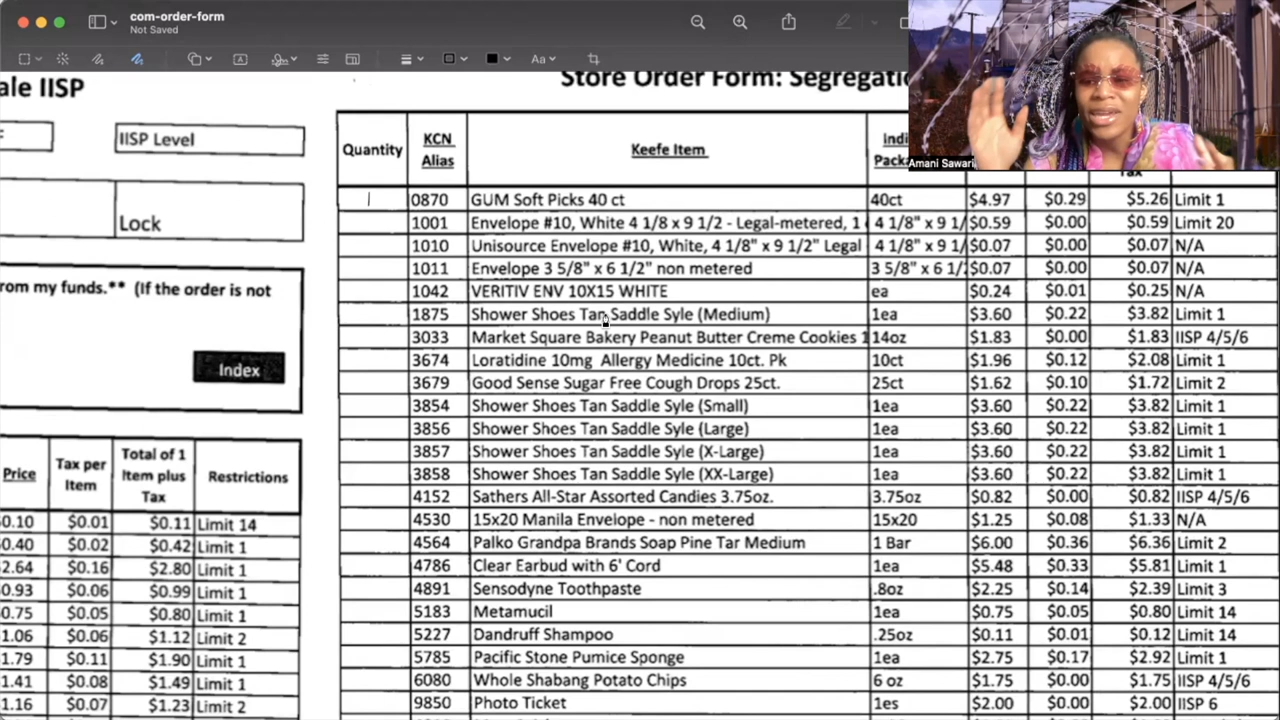 com-order-form
Not Saved
Aa
Amani Sawari
ale IISP
IISP Level
Lock
rom my funds.** (If the order is not
Index
Price Tax per Item Total of 1 Item plus Tax Restrictions
0.10 $0.01 $0.11 Limit 14
0.40 $0.02 $0.42 Limit 1
2.64 $0.16 $2.80 Limit 1
0.93 $0.06 $0.99 Limit 1
0.75 $0.05 $0.80 Limit 14
1.06 $0.06 $1.12 Limit 2
1.79 $0.11 $1.90 Limit 1
1.41 $0.08 $1.49 Limit 1
1.16 $0.07 $1.23 Limit 2
Store Order Form: Segregatio
Quantity KCN Alias Keefe Item Indi Packa Tax
0870 GUM Soft Picks 40 ct 40ct $4.97 $0.29 $5.26 Limit 1
1001 Envelope #10, White 4 1/8 x 9 1/2 - Legal-metered, 1 4 1/8" x 9 1/ $0.59 $0.00 $0.59 Limit 20
1010 Unisource Envelope #10, White, 4 1/8" x 9 1/2" Legal 4 1/8" x 9 1/ $0.07 $0.00 $0.07 N/A
1011 Envelope 3 5/8" x 6 1/2" non metered 3 5/8" x 6 1/2 $0.07 $0.00 $0.07 N/A
1042 VERITIV ENV 10X15 WHITE ea $0.24 $0.01 $0.25 N/A
1875 Shower Shoes Tan Saddle Syle (Medium) 1ea $3.60 $0.22 $3.82 Limit 1
3033 Market Square Bakery Peanut Butter Creme Cookies 1 14oz $1.83 $0.00 $1.83 IISP 4/5/6
3674 Loratidine 10mg Allergy Medicine 10ct. Pk 10ct $1.96 $0.12 $2.08 Limit 1
3679 Good Sense Sugar Free Cough Drops 25ct. 25ct $1.62 $0.10 $1.72 Limit 2
3854 Shower Shoes Tan Saddle Syle (Small) 1ea $3.60 $0.22 $3.82 Limit 1
3856 Shower Shoes Tan Saddle Syle (Large) 1ea $3.60 $0.22 $3.82 Limit 1
3857 Shower Shoes Tan Saddle Syle (X-Large) 1ea $3.60 $0.22 $3.82 Limit 1
3858 Shower Shoes Tan Saddle Syle (XX-Large) 1ea $3.60 $0.22 $3.82 Limit 1
4152 Sathers All-Star Assorted Candies 3.75oz. 3.75oz $0.82 $0.00 $0.82 IISP 4/5/6
4530 15x20 Manila Envelope - non metered 15x20 $1.25 $0.08 $1.33 N/A
4564 Palko Grandpa Brands Soap Pine Tar Medium 1 Bar $6.00 $0.36 $6.36 Limit 2
4786 Clear Earbud with 6' Cord 1ea $5.48 $0.33 $5.81 Limit 1
4891 Sensodyne Toothpaste .8oz $2.25 $0.14 $2.39 Limit 3
5183 Metamucil 1ea $0.75 $0.05 $0.80 Limit 14
5227 Dandruff Shampoo .25oz $0.11 $0.01 $0.12 Limit 14
5785 Pacific Stone Pumice Sponge 1ea $2.75 $0.17 $2.92 Limit 1
6080 Whole Shabang Potato Chips 6 oz $1.75 $0.00 $1.75 IISP 4/5/6
9850 Photo Ticket 1es $2.00 $0.00 $2.00 IISP 6